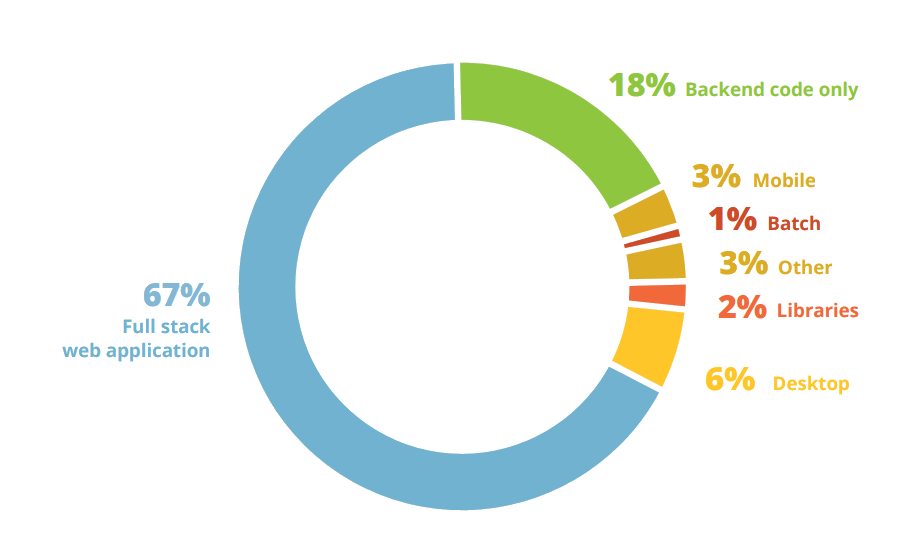 18% Backend code only
3% Mobile
1% Batch
3% Other
67%
2% Libraries
Full stack
web application
6% Desktop